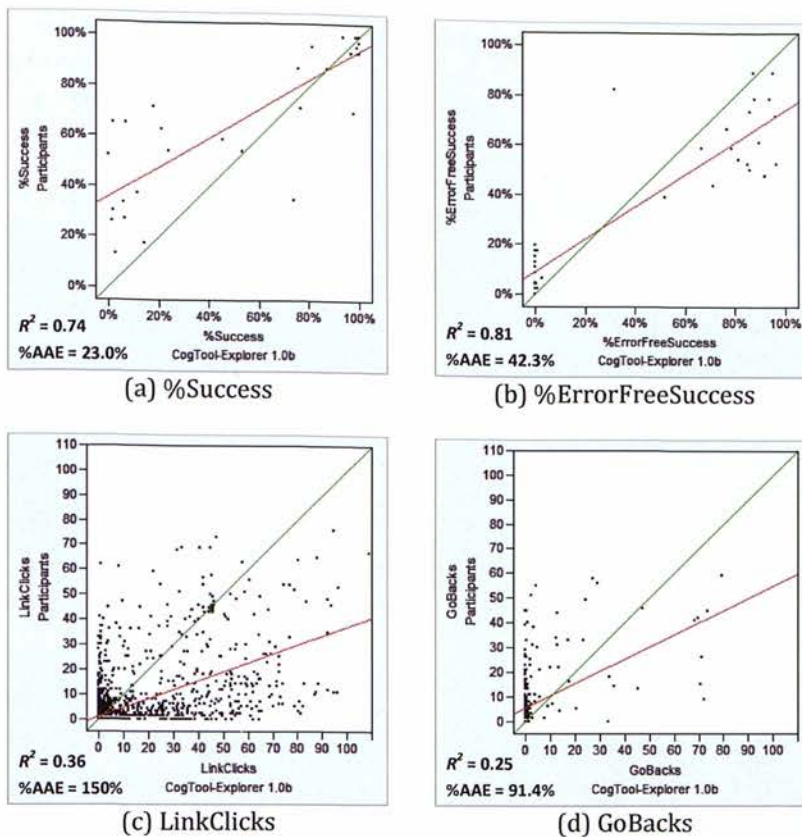 100%
80%
60%
40%
20%
0%
%Success
Participants
0% 20% 40% 60% 80% 100%
%Success
R² = 0.74
%AAE = 23.0%
CogTool-Explorer 1.0b
(a) %Success
100%
80%
60%
40%
20%
0%
%ErrorFreeSuccess
Participants
0% 20% 40% 60% 80% 100%
%ErrorFreeSuccess
R² = 0.81
%AAE = 42.3%
CogTool-Explorer 1.0b
(b) %ErrorFreeSuccess
110
100
90
80
70
60
50
40
30
20
10
0
LinkClicks
Participants
0 10 20 30 40 50 60 70 80 90 100
LinkClicks
R² = 0.36
%AAE = 150%
CogTool-Explorer 1.0b
(c) LinkClicks
110
100
90
80
70
60
50
40
30
20
10
0
GoBacks
Participants
0 10 20 30 40 50 60 70 80 90 100
GoBacks
R² = 0.25
%AAE = 91.4%
CogTool-Explorer 1.0b
(d) GoBacks